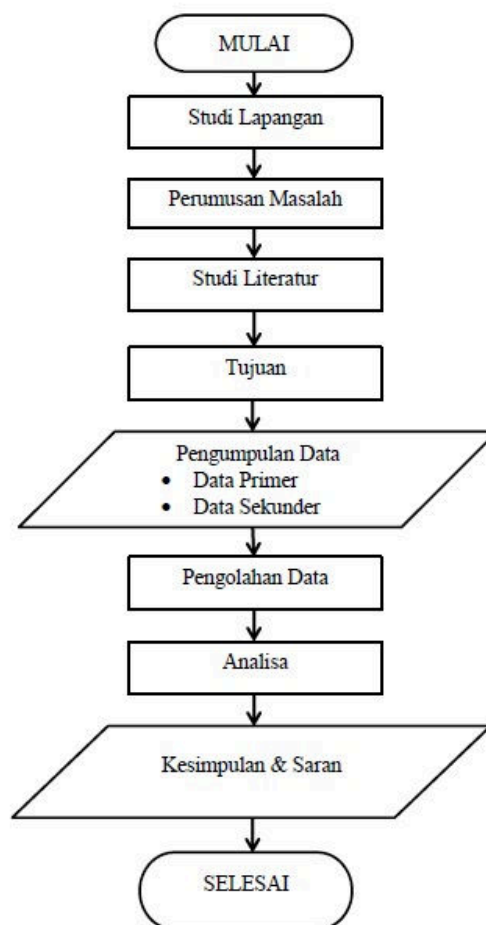 MULAI
Studi Lapangan
Perumusan Masalah
Studi Literatur
Tujuan
Pengumpulan Data
• Data Primer
• Data Sekunder
Pengolahan Data
Analisa
Kesimpulan & Saran
SELESAI